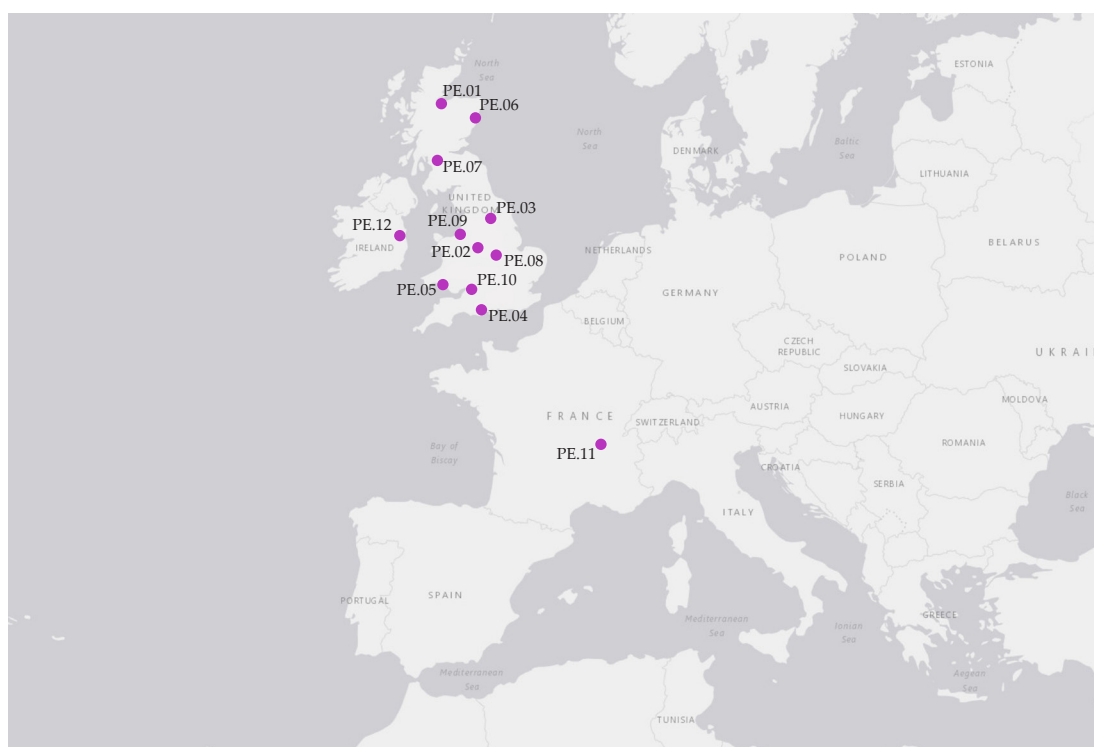 North
Sea
ESTONIA
PE.01
PE.06
North
Sea
Baltic
Sea
DENMARK
PE.07
LITHUANIA
UNITED
KINGDOM
PE.03
PE.12
PE.09
IRELAND
PE.02
PE.08
NETHERLANDS
BELARUS
POLAND
PE.05
PE.10
GERMANY
PE.04
BELGIUM
CZECH
REPUBLIC
UKRAI
SLOVAKIA
MOLDOVA
AUSTRIA
FRANCE
SWITZERLAND
HUNGARY
Bay of
Biscay
PE.11
ROMANIA
CROATIA
SERBIA
Black
Sea
ITALY
PORTUGAL
SPAIN
Mediterranean
Sea
Ionian
Sea
GREECE
Mediterranean
Sea
Aegean
Sea
TUNISIA